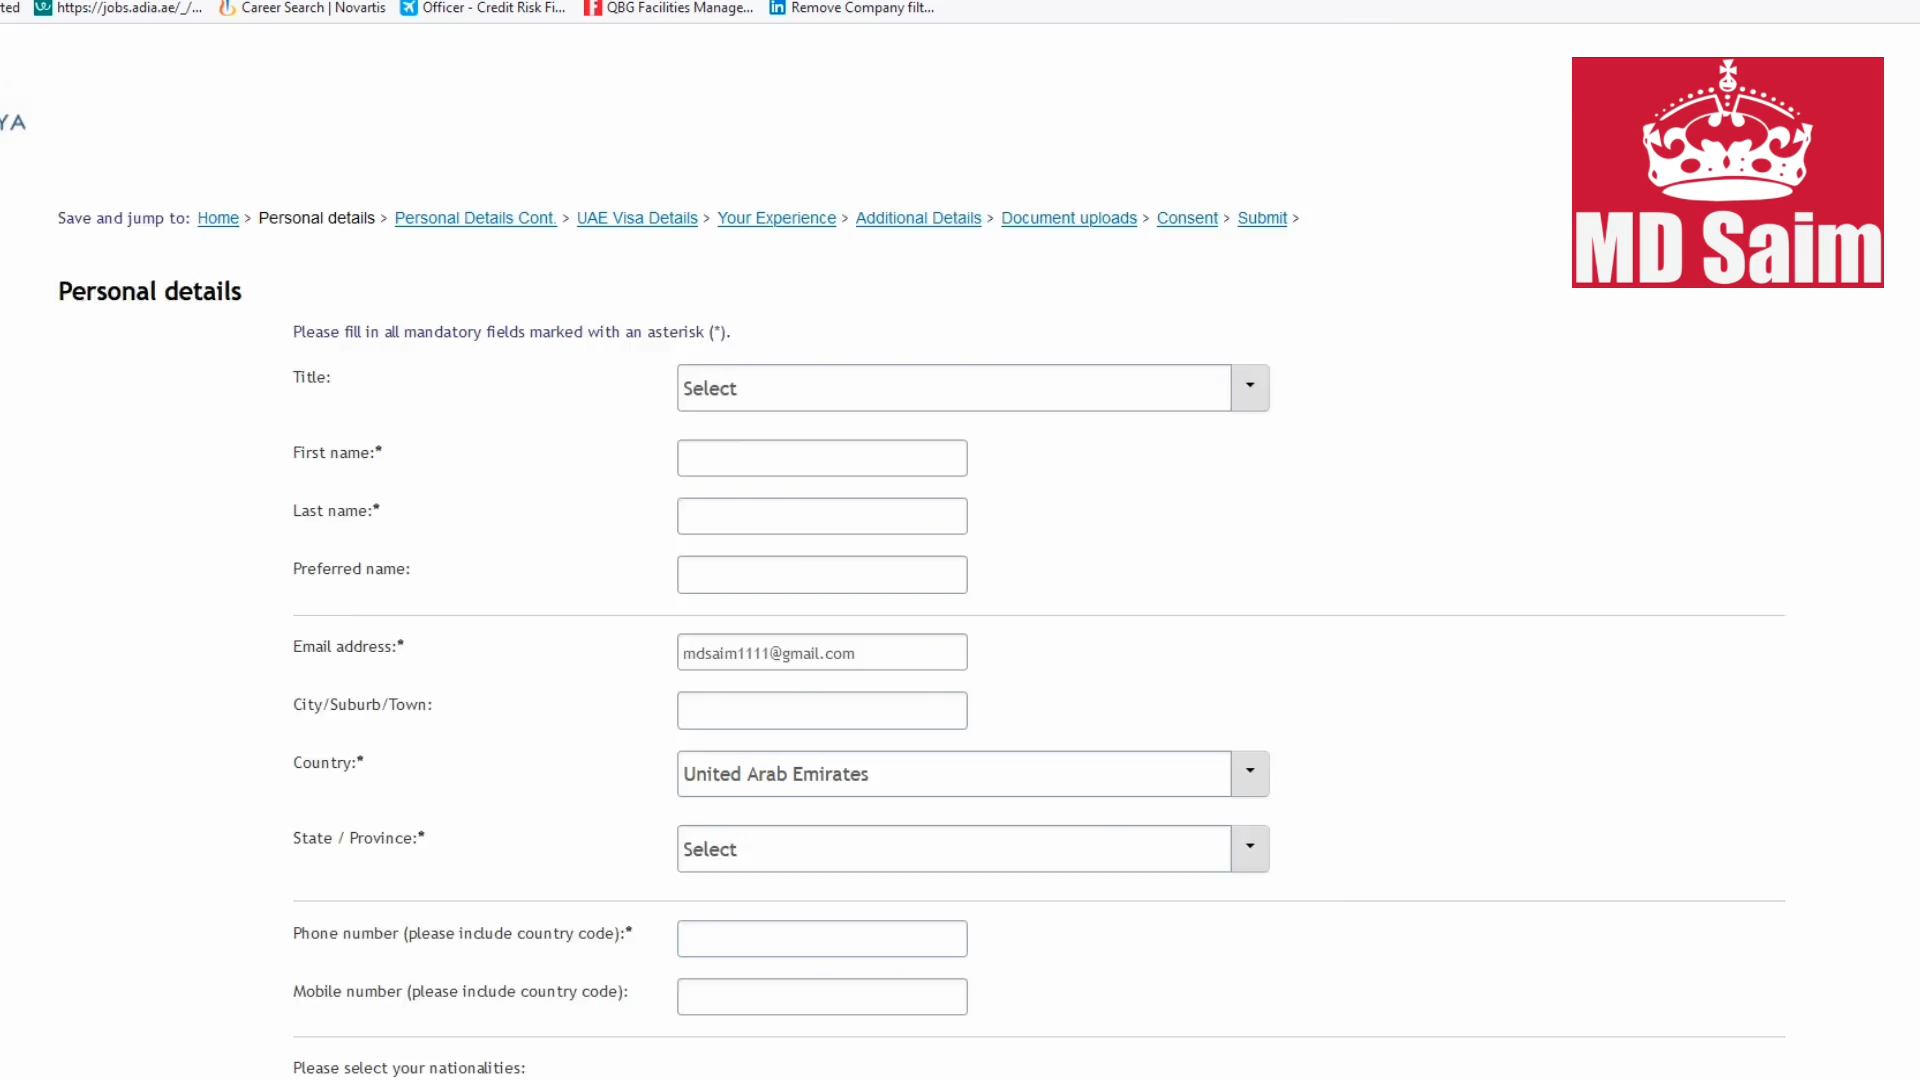 ted https://jobs.adia.ae/_/... Career Search | Novartis Officer - Credit Risk Fi... QBG Facilities Manage... in Remove Company filt...
YA
MD Saim
Save and jump to: Home > Personal details > Personal Details Cont. > UAE Visa Details > Your Experience > Additional Details > Document uploads > Consent > Submit >
Personal details
Please fill in all mandatory fields marked with an asterisk (*).
Title: Select
First name:*
Last name:*
Preferred name:
Email address:* mdsaim1111@gmail.com
City/Suburb/Town:
Country:* United Arab Emirates
State / Province:* Select
Phone number (please include country code):*
Mobile number (please include country code):
Please select your nationalities: